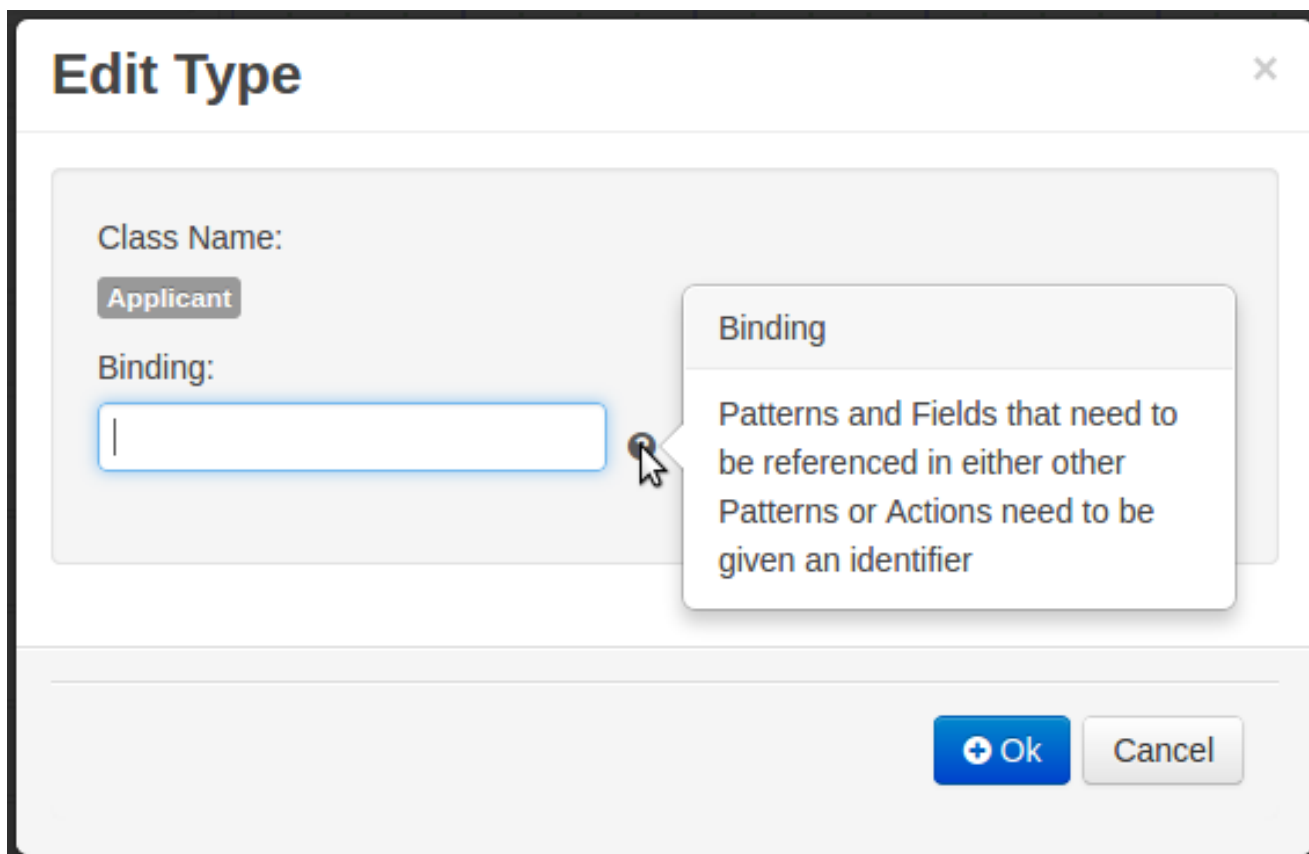 Edit Type
×
Class Name:
Applicant
Binding:
Binding
Patterns and Fields that need to
be referenced in either other
Patterns or Actions need to be
given an identifier
Ok
Cancel